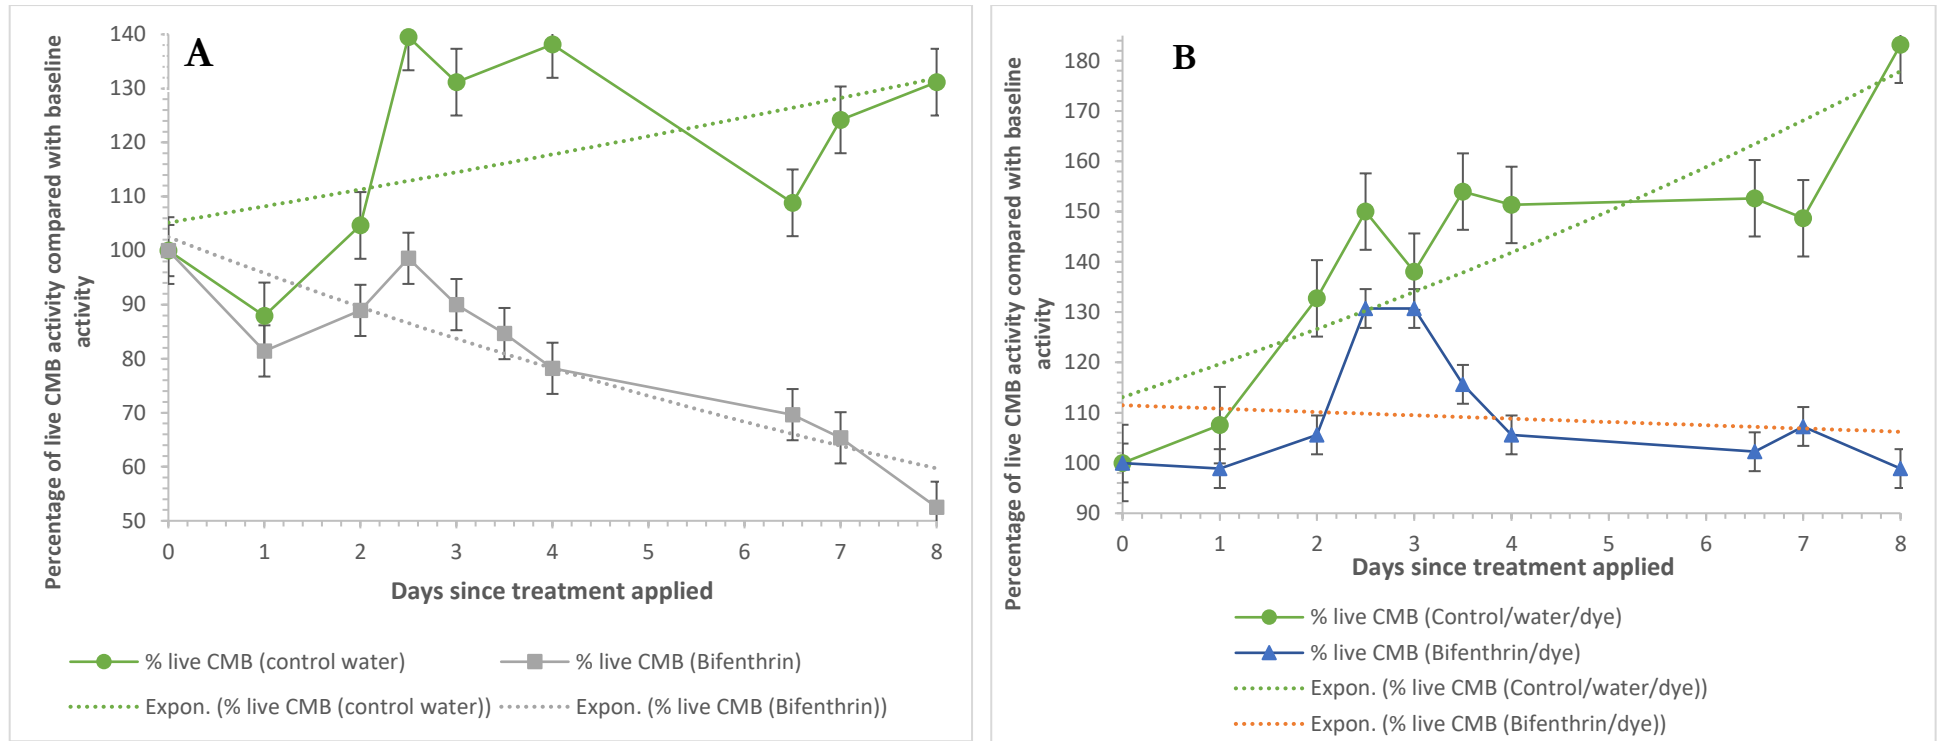 A
Percentage of live CMB activity compared with baseline
activity
140
130
120
110
100
90
80
70
60
50
0 1 2 3 4 5 6 7 8
Days since treatment applied
% live CMB (control water)
% live CMB (Bifenthrin)
Expon. (% live CMB (control water))
Expon. (% live CMB (Bifenthrin))
B
Percentage of live CMB activity compared with baseline
activity
180
170
160
150
140
130
120
110
100
90
0 1 2 3 4 5 6 7 8
Days since treatment applied
% live CMB (Control/water/dye)
% live CMB (Bifenthrin/dye)
Expon. (% live CMB (Control/water/dye))
Expon. (% live CMB (Bifenthrin/dye))